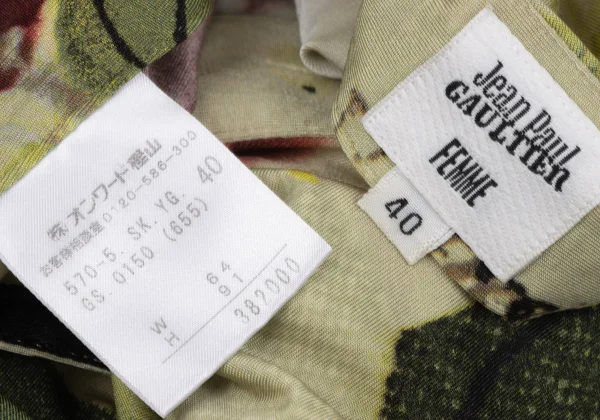 株 オンワード樫山
お客様相談室 0120-586-300
570-5. SK. YG. 40
GS. 0150 (655)
W 64
H 91
382000
Jean Paul
GAULTIER
FEMME
40